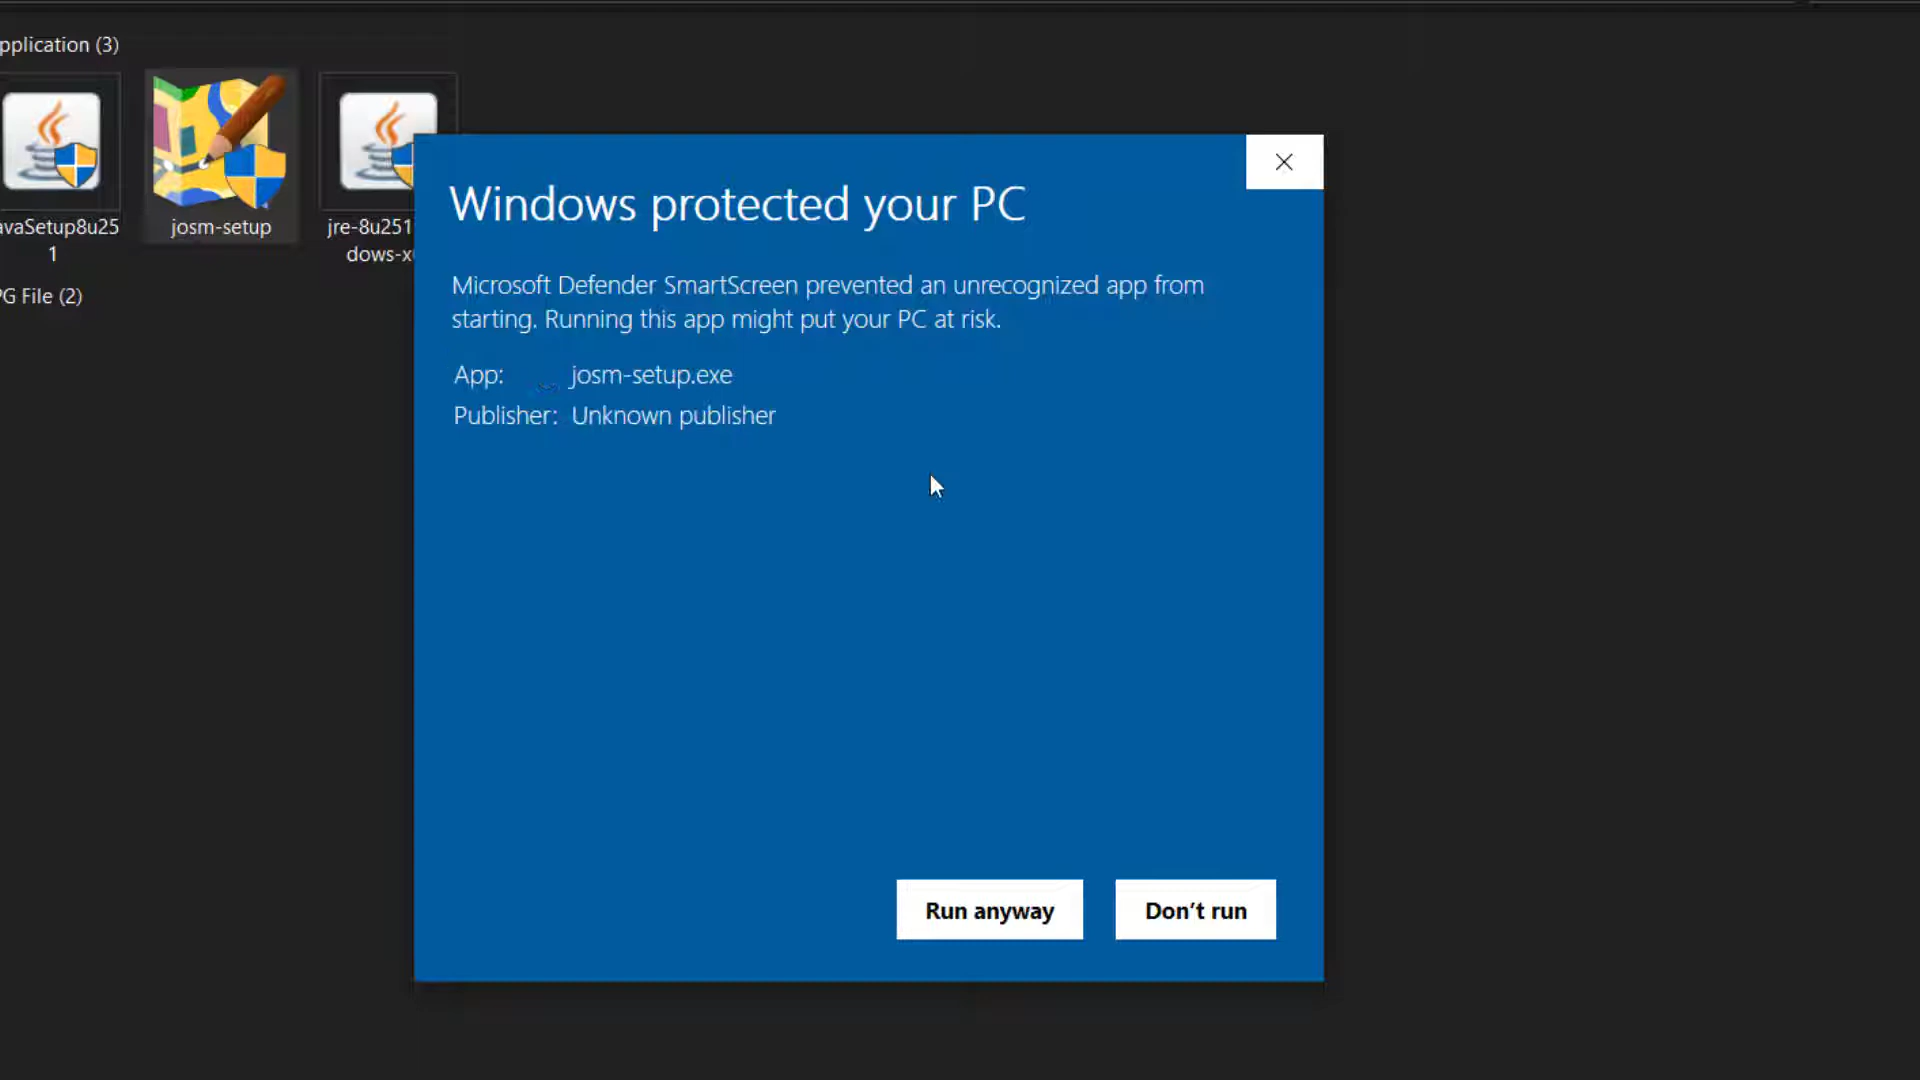 pplication (3)
avaSetup8u25
1
josm-setup
jre-8u251
dows-x
PG File (2)
Windows protected your PC
Microsoft Defender SmartScreen prevented an unrecognized app from
starting. Running this app might put your PC at risk.
App: josm-setup.exe
Publisher: Unknown publisher
Run anyway
Don’t run